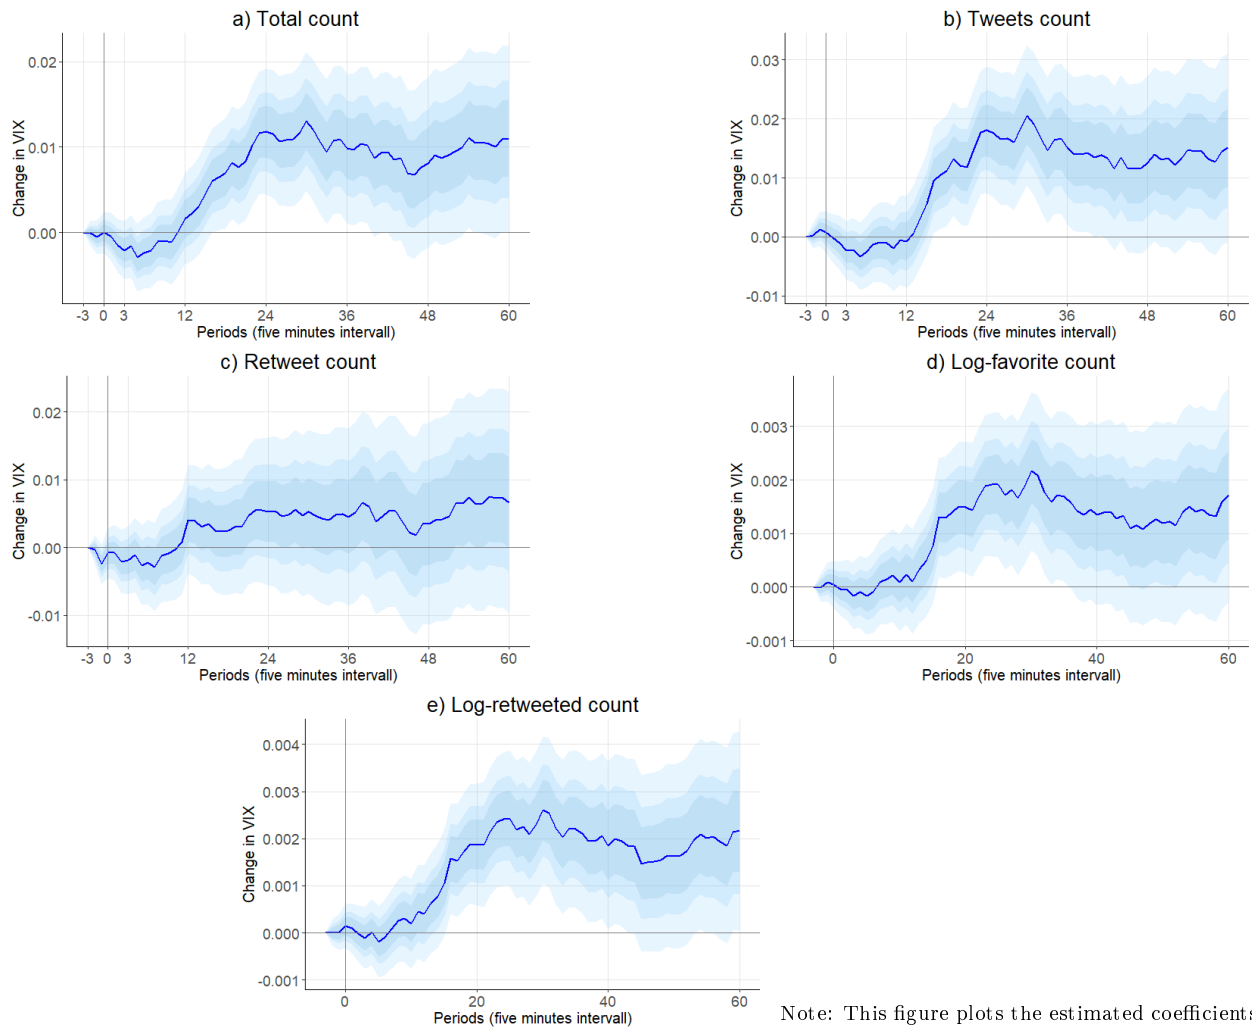 a) Total count
Change in VIX
0.02
0.01
0.00
-3 0 3 12 24 36 48 60
Periods (five minutes intervall)
b) Tweets count
Change in VIX
0.03
0.02
0.01
0.00
-0.01
-3 0 3 12 24 36 48 60
Periods (five minutes intervall)
c) Retweet count
Change in VIX
0.02
0.01
0.00
-0.01
-3 0 3 12 24 36 48 60
Periods (five minutes intervall)
d) Log-favorite count
Change in VIX
0.003
0.002
0.001
0.000
-0.001
0 20 40 60
Periods (five minutes intervall)
e) Log-retweeted count
Change in VIX
0.004
0.003
0.002
0.001
0.000
-0.001
0 20 40 60
Periods (five minutes intervall)
Note: This figure plots the estimated coefficients